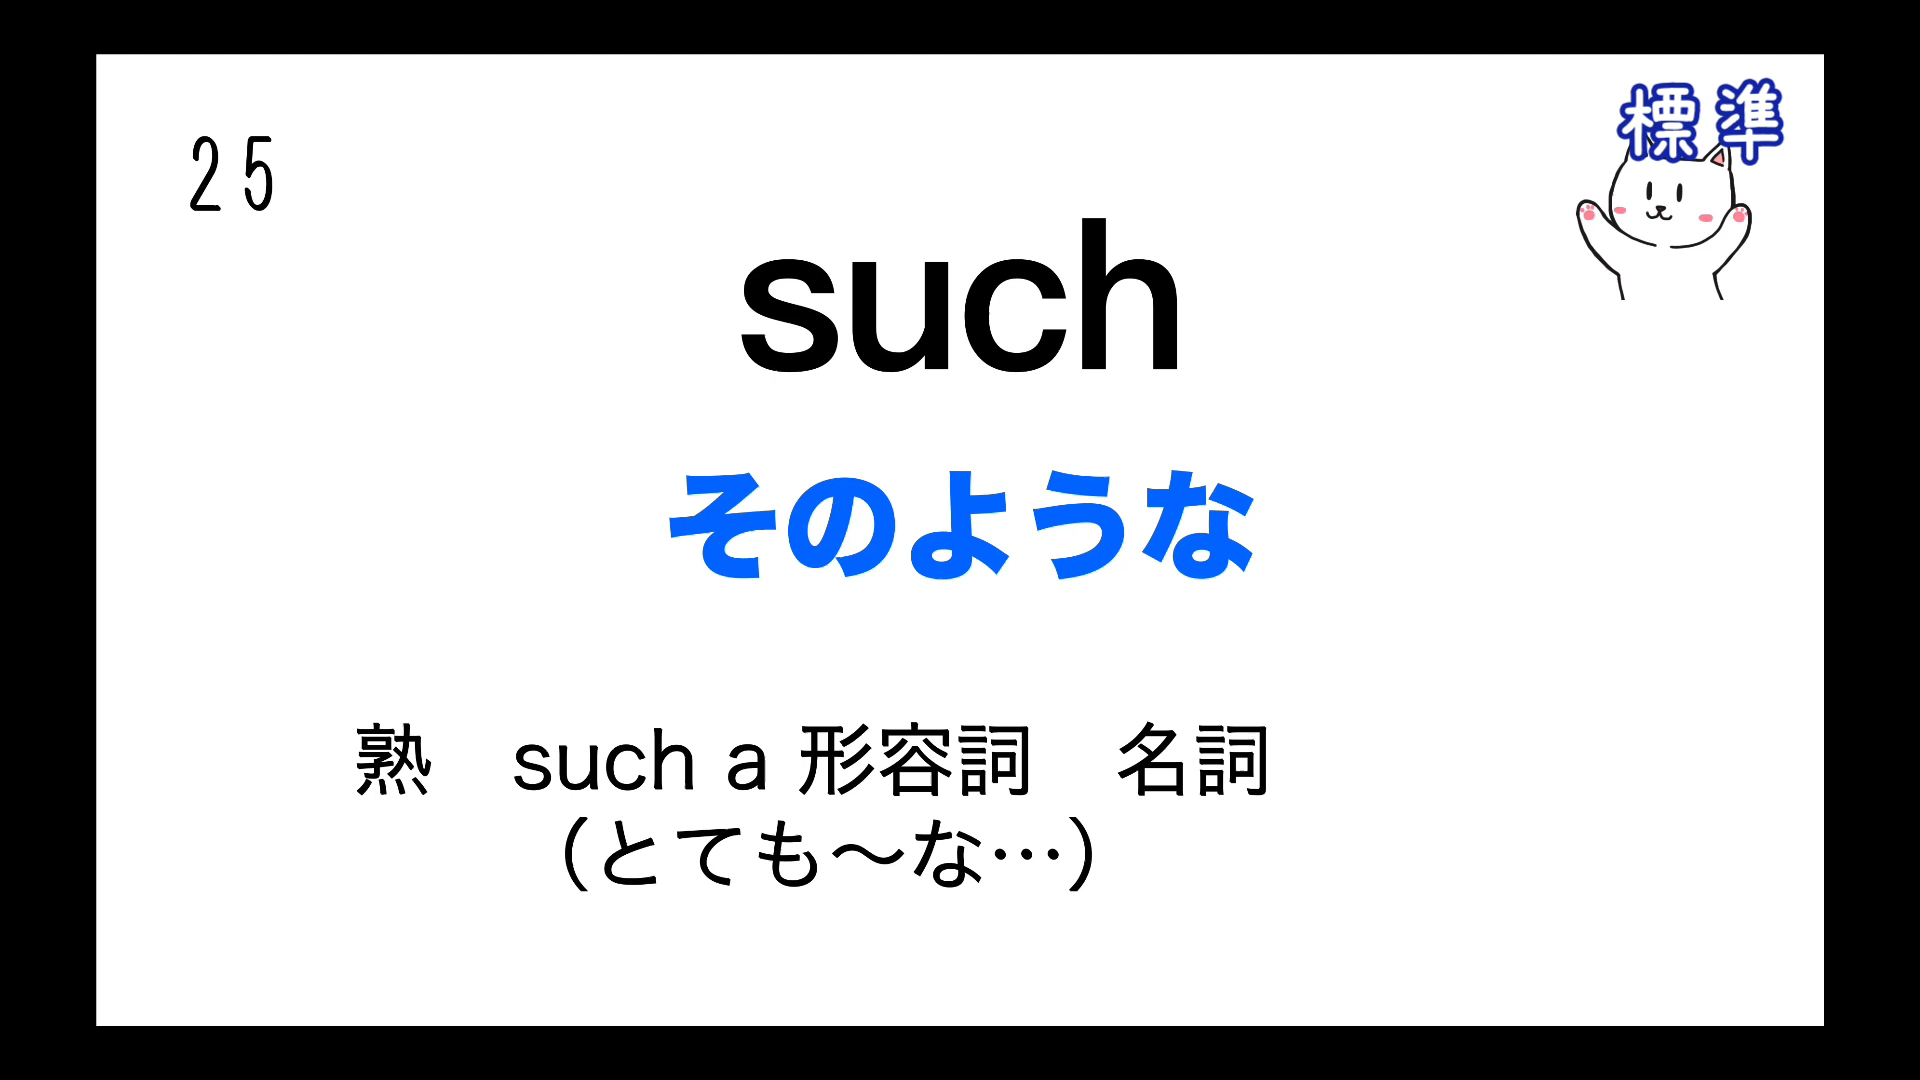 標準
25
such
そのような
熟　such a 形容詞　名詞
（とても〜な…）